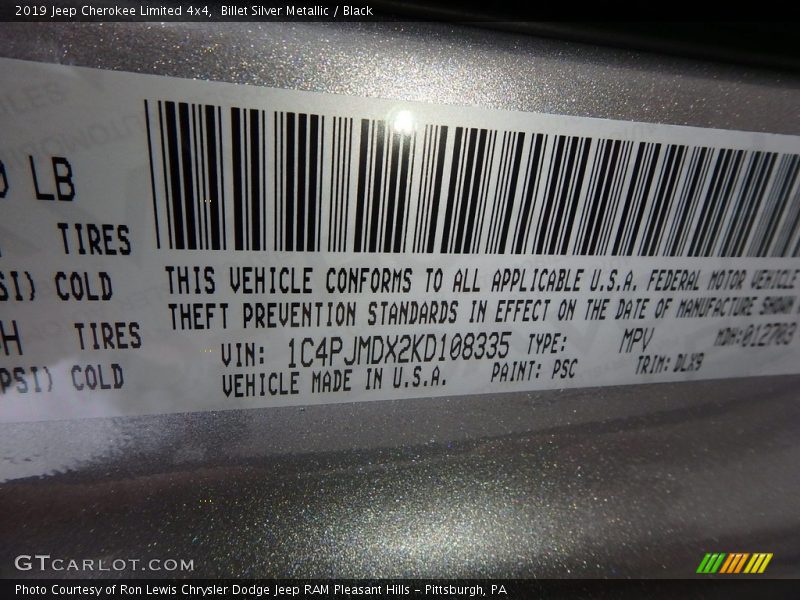 2019 Jeep Cherokee Limited 4x4, Billet Silver Metallic / Black
LB
TIRES
COLD
TIRES
PSI) COLD
THIS VEHICLE CONFORMS TO ALL APPLICABLE U.S.A. FEDERAL MOTOR VEHICLE
THEFT PREVENTION STANDARDS IN EFFECT ON THE DATE OF MANUFACTURE SHOWN
VIN: 1C4PJMDX2KD108335 TYPE: MPV MDH:012703
VEHICLE MADE IN U.S.A. PAINT: PSC TRIM: DLX9
GTCARLOT.COM
Photo Courtesy of Ron Lewis Chrysler Dodge Jeep RAM Pleasant Hills - Pittsburgh, PA